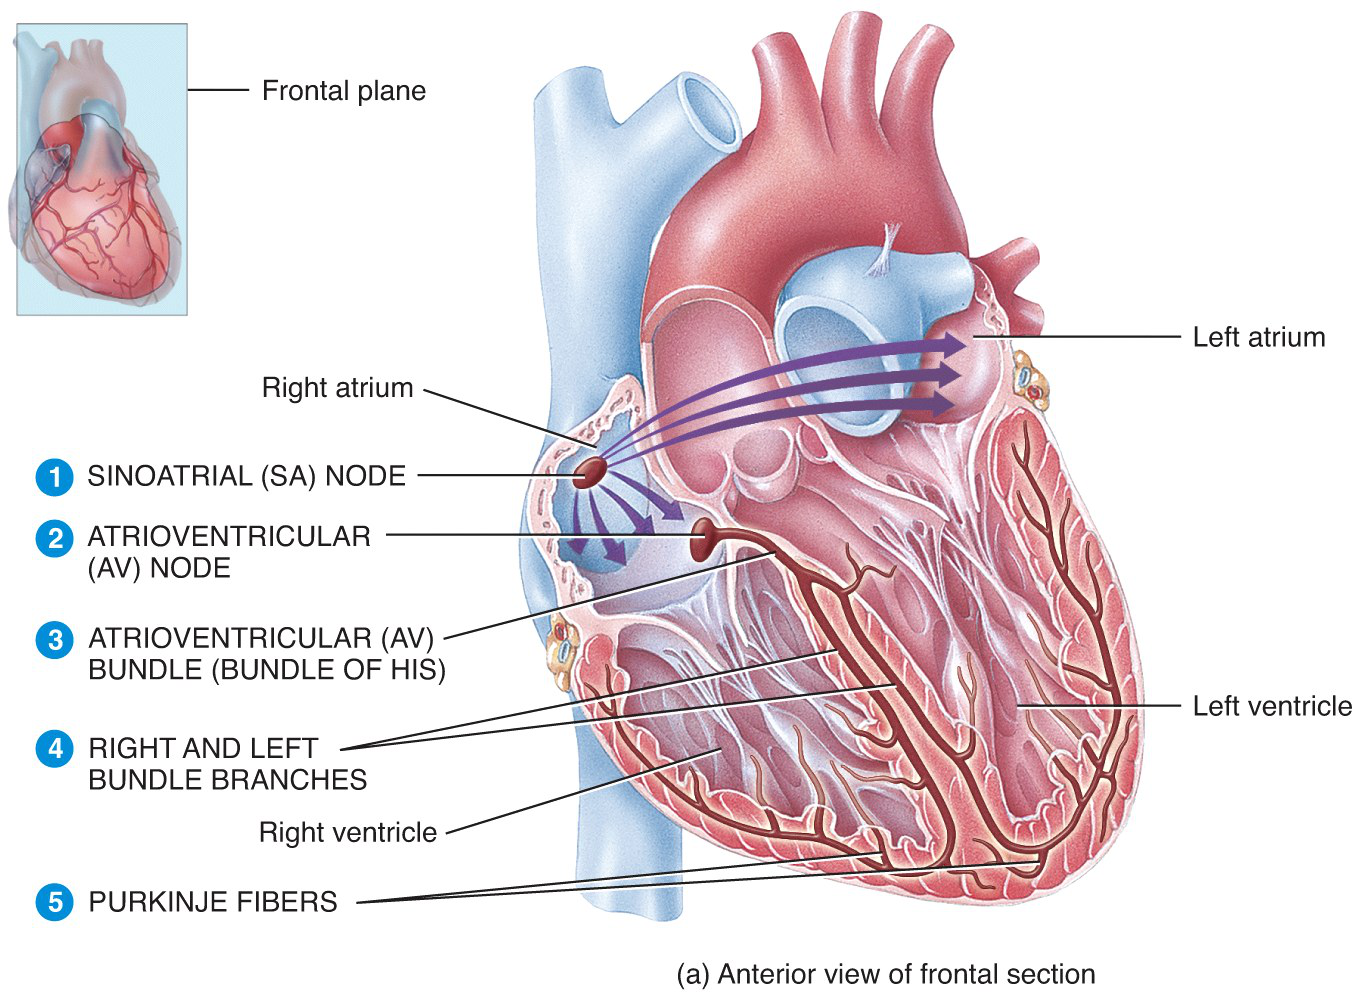 Frontal plane
Left atrium
Right atrium
1 SINOATRIAL (SA) NODE
2 ATRIOVENTRICULAR
(AV) NODE
3 ATRIOVENTRICULAR (AV)
BUNDLE (BUNDLE OF HIS)
Left ventricle
4 RIGHT AND LEFT
BUNDLE BRANCHES
Right ventricle
5 PURKINJE FIBERS
(a) Anterior view of frontal section